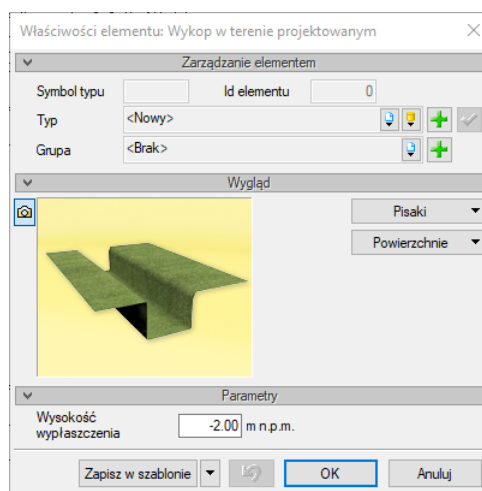 Właściwości elementu: Wykop w terenie projektowanym
Zarządzanie elementem
Symbol typu Id elementu 0
Typ <Nowy>
Grupa <Brak>
Wygląd
Pisaki
Powierzchnie
Parametry
Wysokość
wypłaszczenia -2.00 m n.p.m.
Zapisz w szablonie OK Anuluj